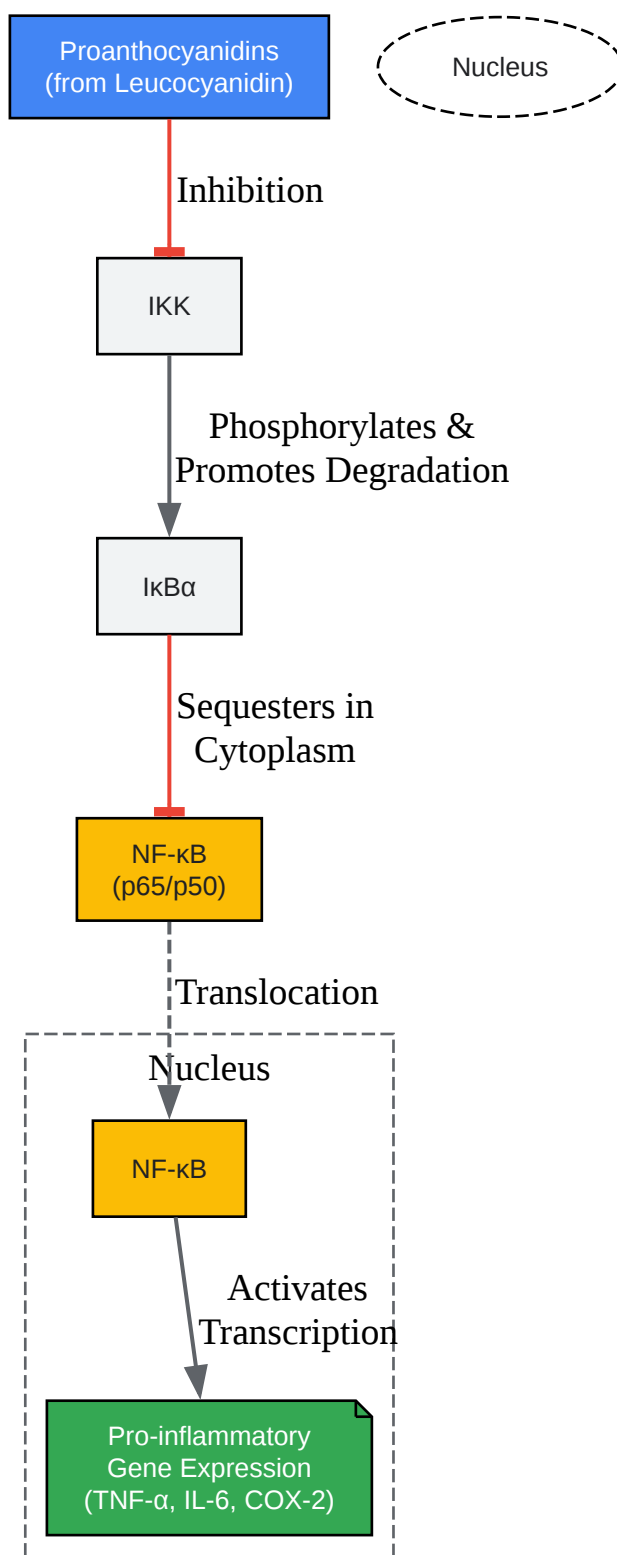 Proanthocyanidins
(from Leucocyanidin)
Nucleus
Inhibition
IKK
Phosphorylates &
Promotes Degradation
IκBα
Sequesters in
Cytoplasm
NF-κB
(p65/p50)
Translocation
Nucleus
NF-κB
Activates
Transcription
Pro-inflammatory
Gene Expression
(TNF-α, IL-6, COX-2)